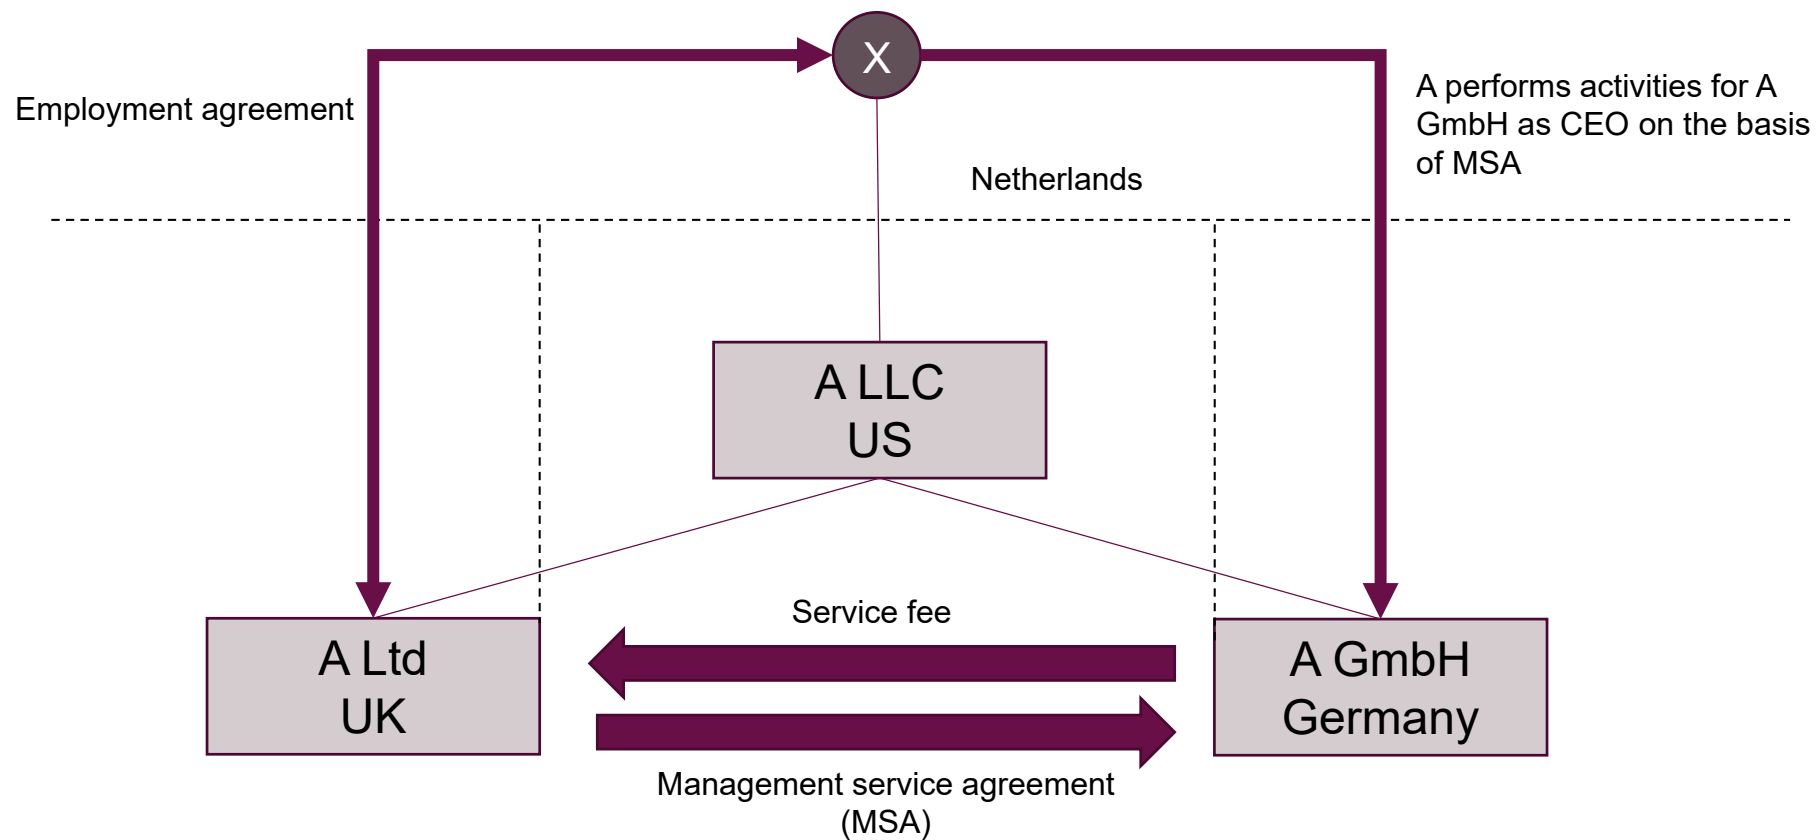 X
Employment agreement
A performs activities for A
GmbH as CEO on the basis
of MSA
Netherlands
A LLC
US
Service fee
A Ltd
UK
A GmbH
Germany
Management service agreement
(MSA)